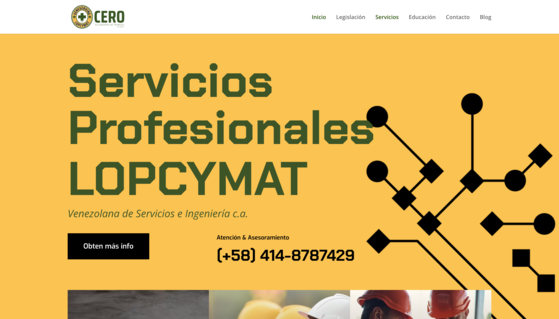 CERO
Inicio
Legislación
Servicios
Educación
Contacto
Blog
Servicios
Profesionales
LOPCYMAT
Venezolana de Servicios e Ingeniería c.a.
Obten más info
Atención & Asesoramiento
(+58) 414-8787429